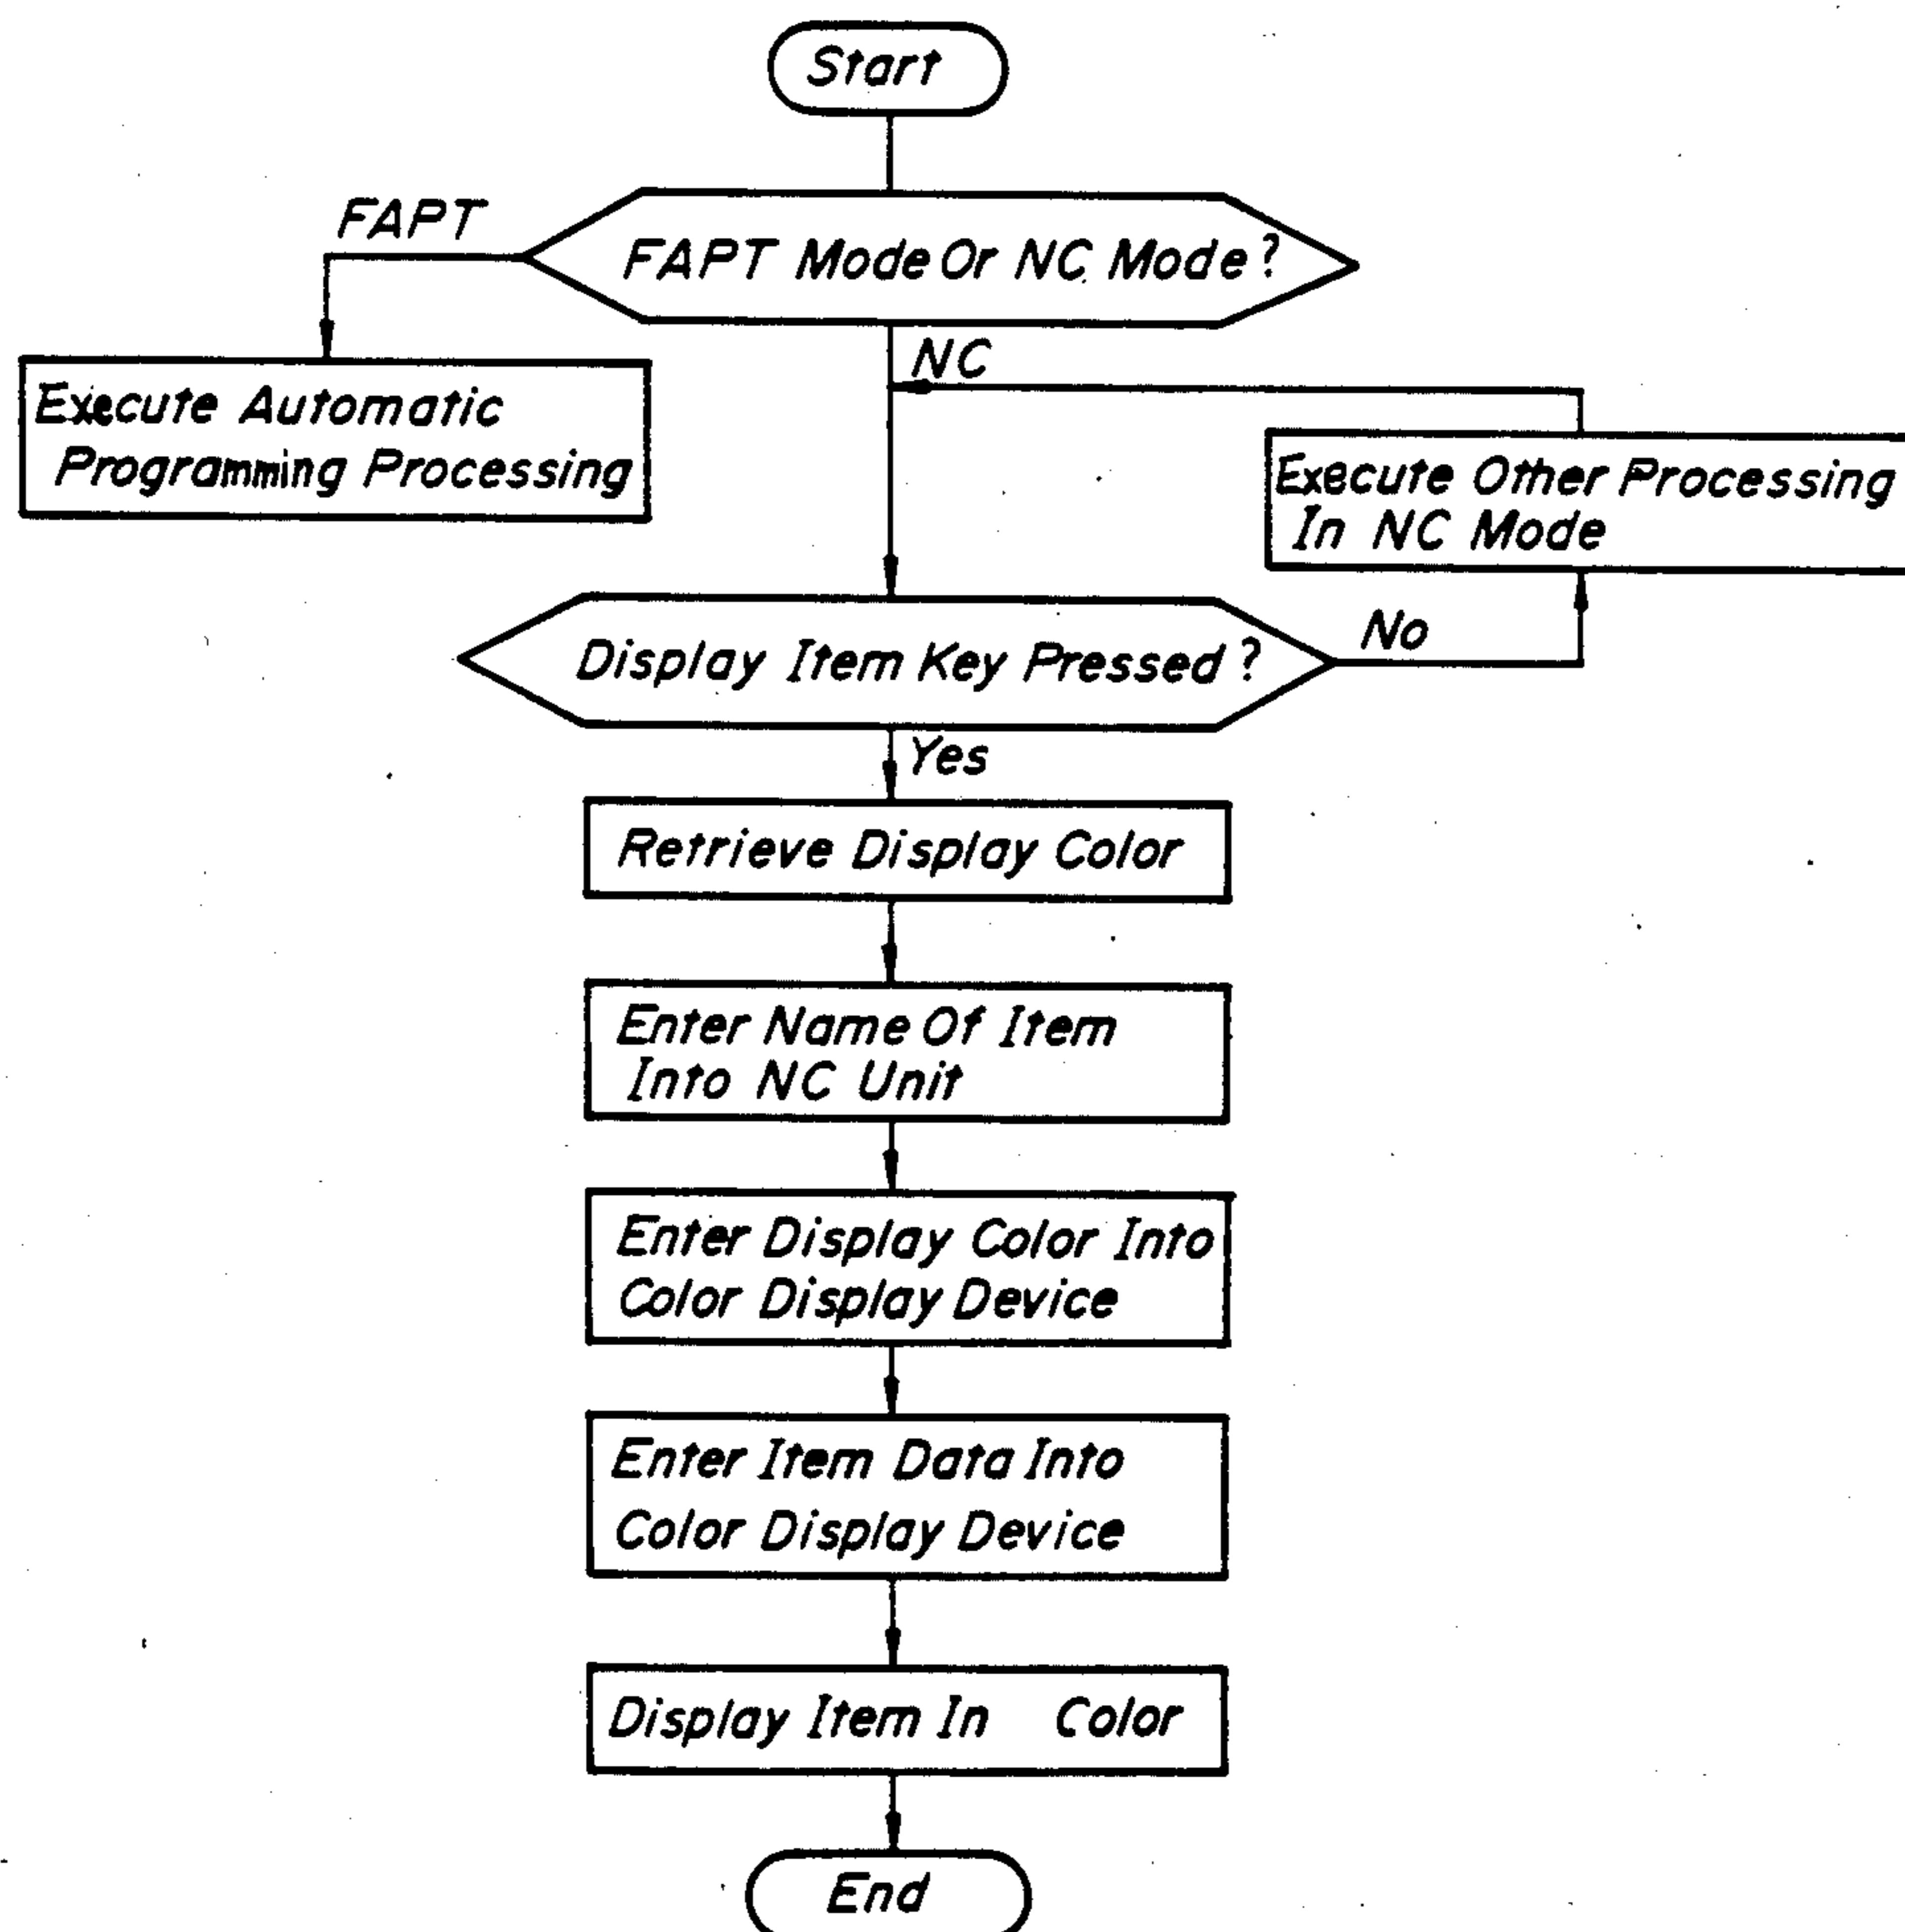 Start
FAPT
FAPT Mode Or NC Mode?
NC
Execute Automatic
Programming Processing
Execute Other Processing
In NC Mode
Display Item Key Pressed?
No
Yes
Retrieve Display Color
Enter Name Of Item
Into NC Unit
Enter Display Color Into
Color Display Device
Enter Item Data Into
Color Display Device
Display Item In Color
End